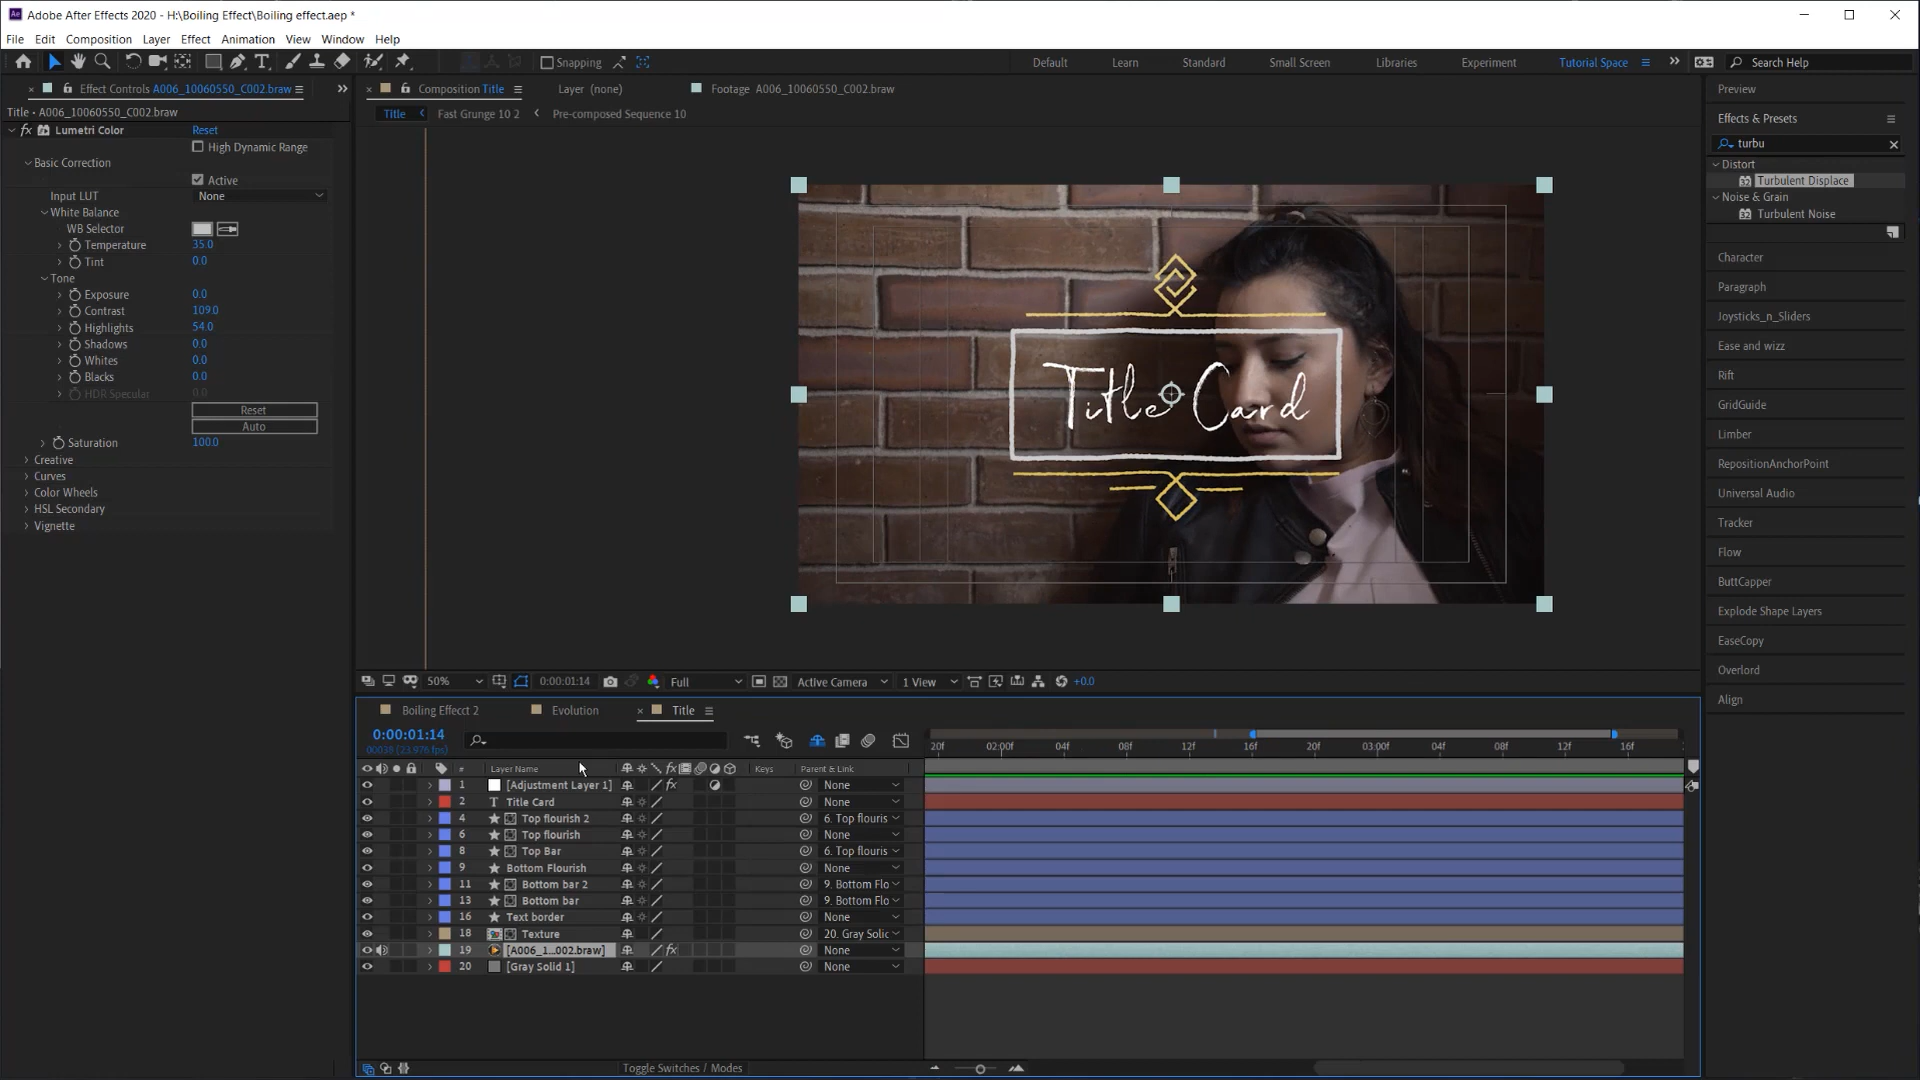 Adobe After Effects 2020 - H:\Boiling Effect\Boiling effect.aep *
File Edit Composition Layer Effect Animation View Window Help
Snapping
Default Learn Standard Small Screen Libraries Experiment Tutorial Space Search Help
Effect Controls A006_10060550_C002.braw
Title • A006_10060550_C002.braw
fx Lumetri Color Reset
High Dynamic Range
Basic Correction
Active
Input LUT None
White Balance
WB Selector
Temperature 35.0
Tint 0.0
Tone
Exposure 0.0
Contrast 109.0
Highlights 54.0
Shadows 0.0
Whites 0.0
Blacks 0.0
HDR Specular 0.0
Reset
Auto
Saturation 100.0
Creative
Curves
Color Wheels
HSL Secondary
Vignette
Composition Title Layer (none) Footage A006_10060550_C002.braw
Title Fast Grunge 10 2 Pre-composed Sequence 10
Title Card
50% 0:00:01:14 Full Active Camera 1 View +0.0
Preview
Effects & Presets
turbu
Distort
Turbulent Displace
Noise & Grain
Turbulent Noise
Character
Paragraph
Joysticks_n_Sliders
Ease and wizz
Rift
GridGuide
Limber
RepositionAnchorPoint
Universal Audio
Tracker
Flow
ButtCapper
Explode Shape Layers
EaseCopy
Overlord
Align
Boiling Effecct 2 Evolution Title
0:00:01:14
00038 (23.976 fps)
20f 02:00f 04f 08f 12f 16f 20f 03:00f 04f 08f 12f 16f
# Layer Name fx Keys Parent & Link
1 [Adjustment Layer 1] fx None
2 T Title Card None
4 Top flourish 2 6. Top flouris
6 Top flourish None
8 Top Bar 6. Top flouris
9 Bottom Flourish None
11 Bottom bar 2 9. Bottom Flo
13 Bottom bar 9. Bottom Flo
16 Text border None
18 Texture 20. Gray Solic
19 [A006_1...002.braw] fx None
20 [Gray Solid 1] None
Toggle Switches / Modes